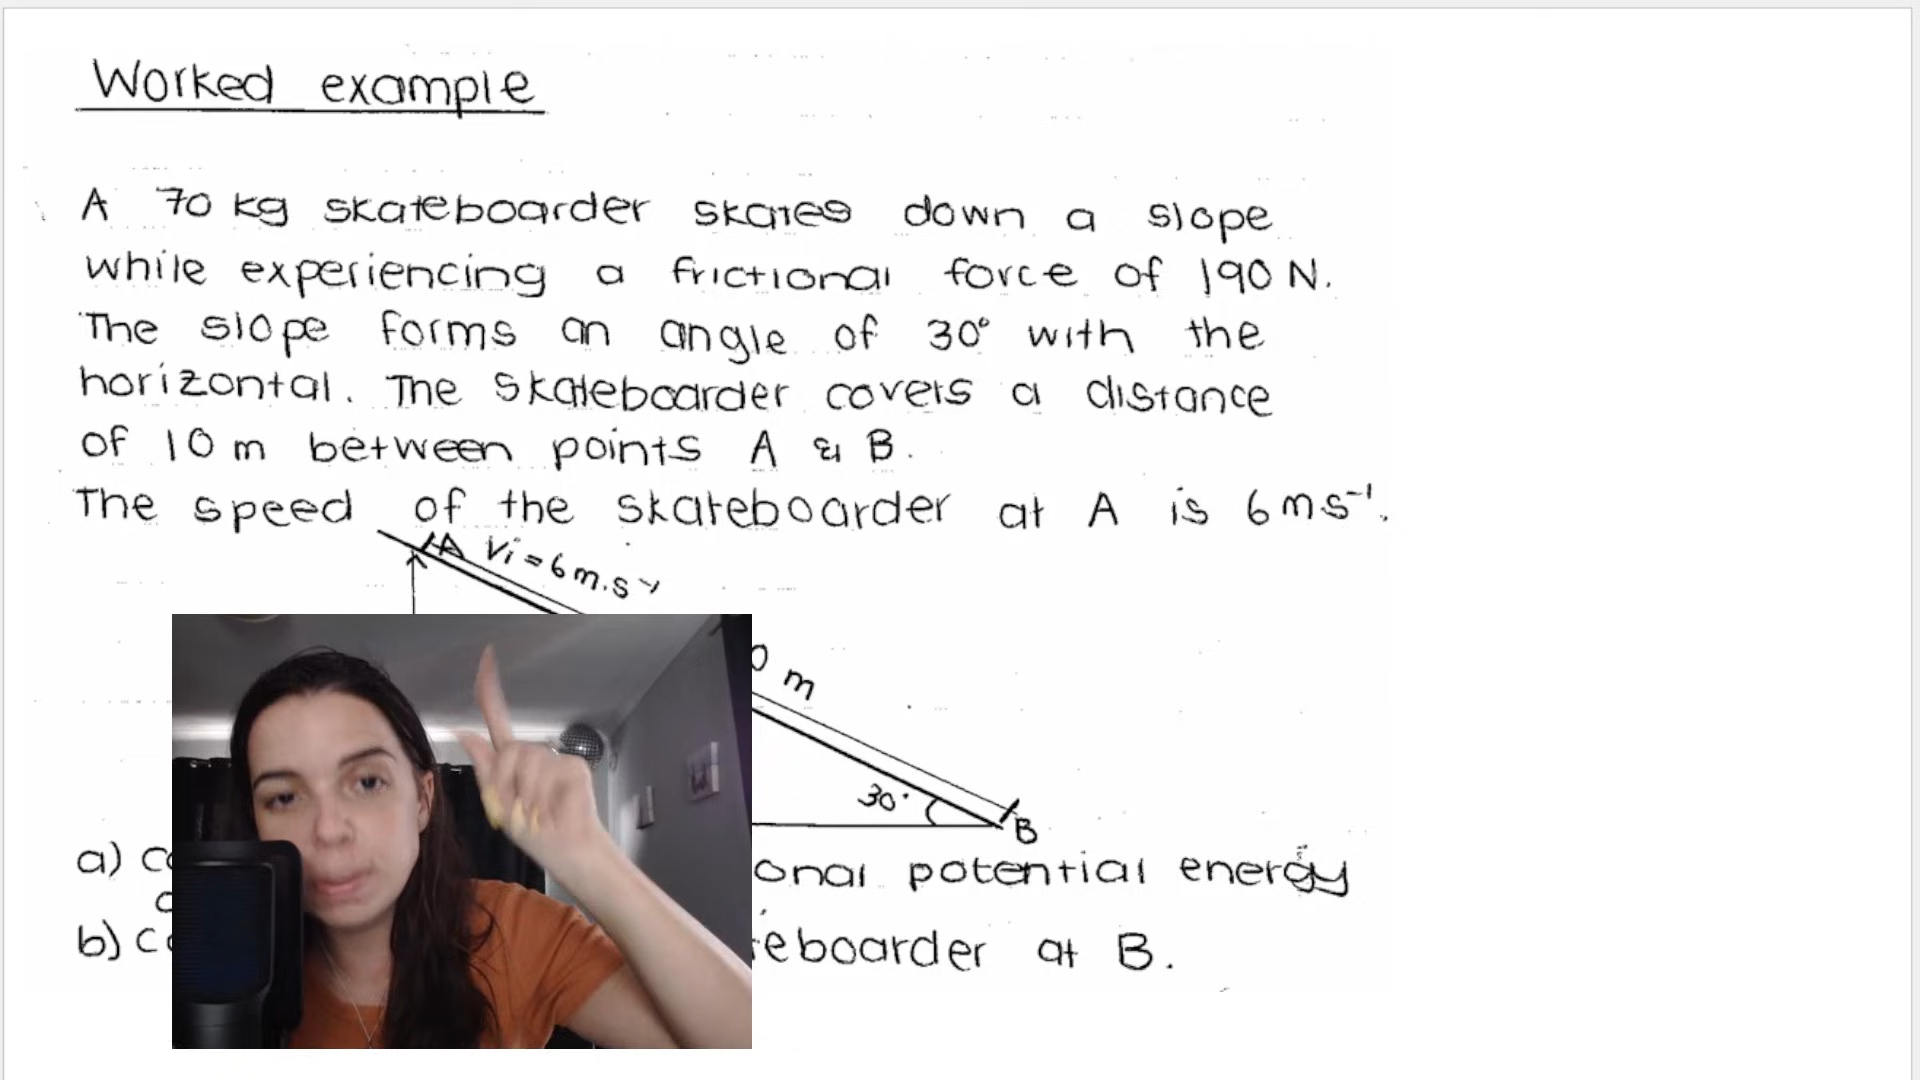 Worked example
A 70 kg skateboarder skates down a slope
while experiencing a frictional force of 190 N.
The slope forms an angle of 30° with the
horizontal. The skateboarder covers a distance
of 10 m between points A & B.
The speed of the skateboarder at A is 6 ms⁻¹.
A Vi = 6 m.s⁻¹
0 m
30°
B
a) potential energy
b) at B.